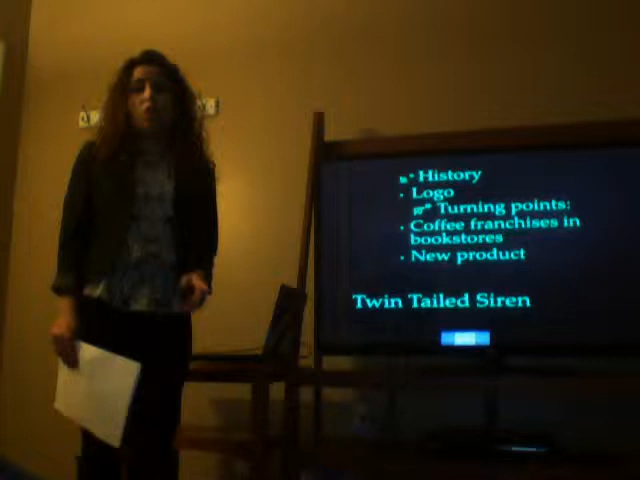 History
Logo
Turning points:
Coffee franchises in
bookstores
New product
Twin Tailed Siren